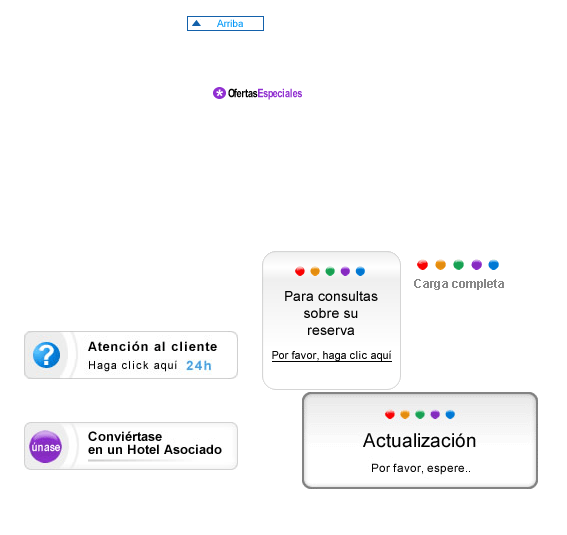 Arriba
OfertasEspeciales
Para consultas
sobre su
reserva
Por favor, haga clic aquí
Carga completa
Atención al cliente
Haga click aquí 24h
únase
Conviértase
en un Hotel Asociado
Actualización
Por favor, espere..